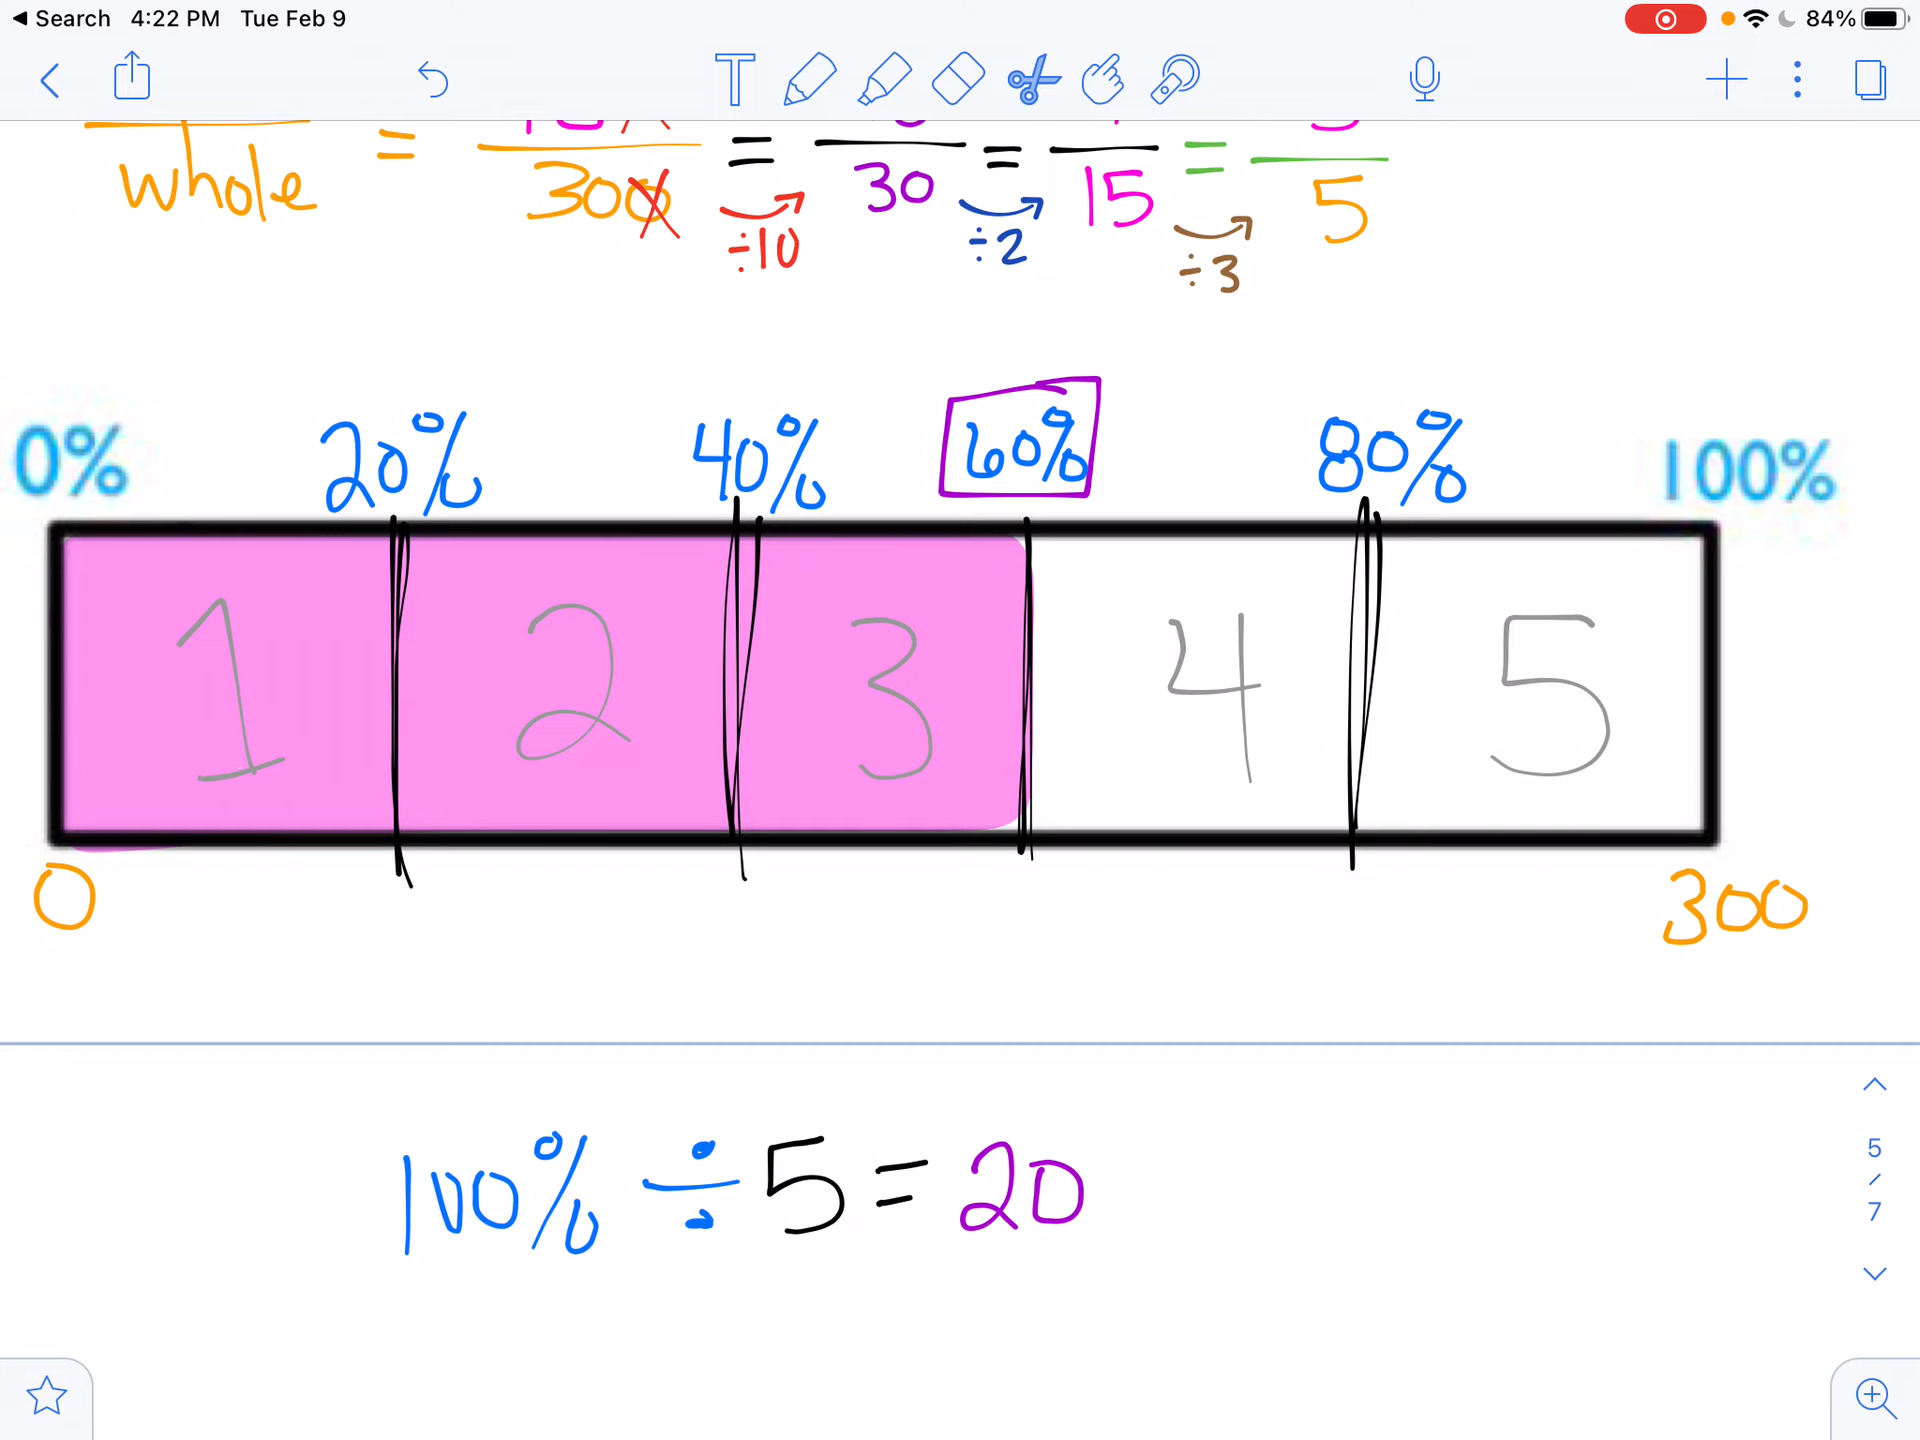 Search 4:22 PM Tue Feb 9 84%
T
whole = 300 = 30 = 15 = 5
÷10 ÷2 ÷3
0% 20% 40% 60% 80% 100%
1 2 3 4 5
0 300
100% ÷ 5 = 20
5
/
7